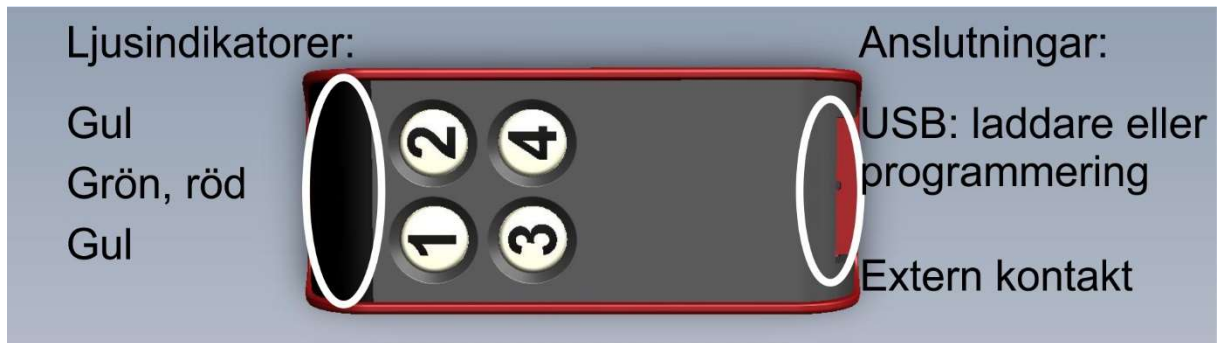 Ljusindikatorer:
Gul
Grön, röd
Gul
2
4
1
3
Anslutningar:
USB: laddare eller
programmering
Extern kontakt